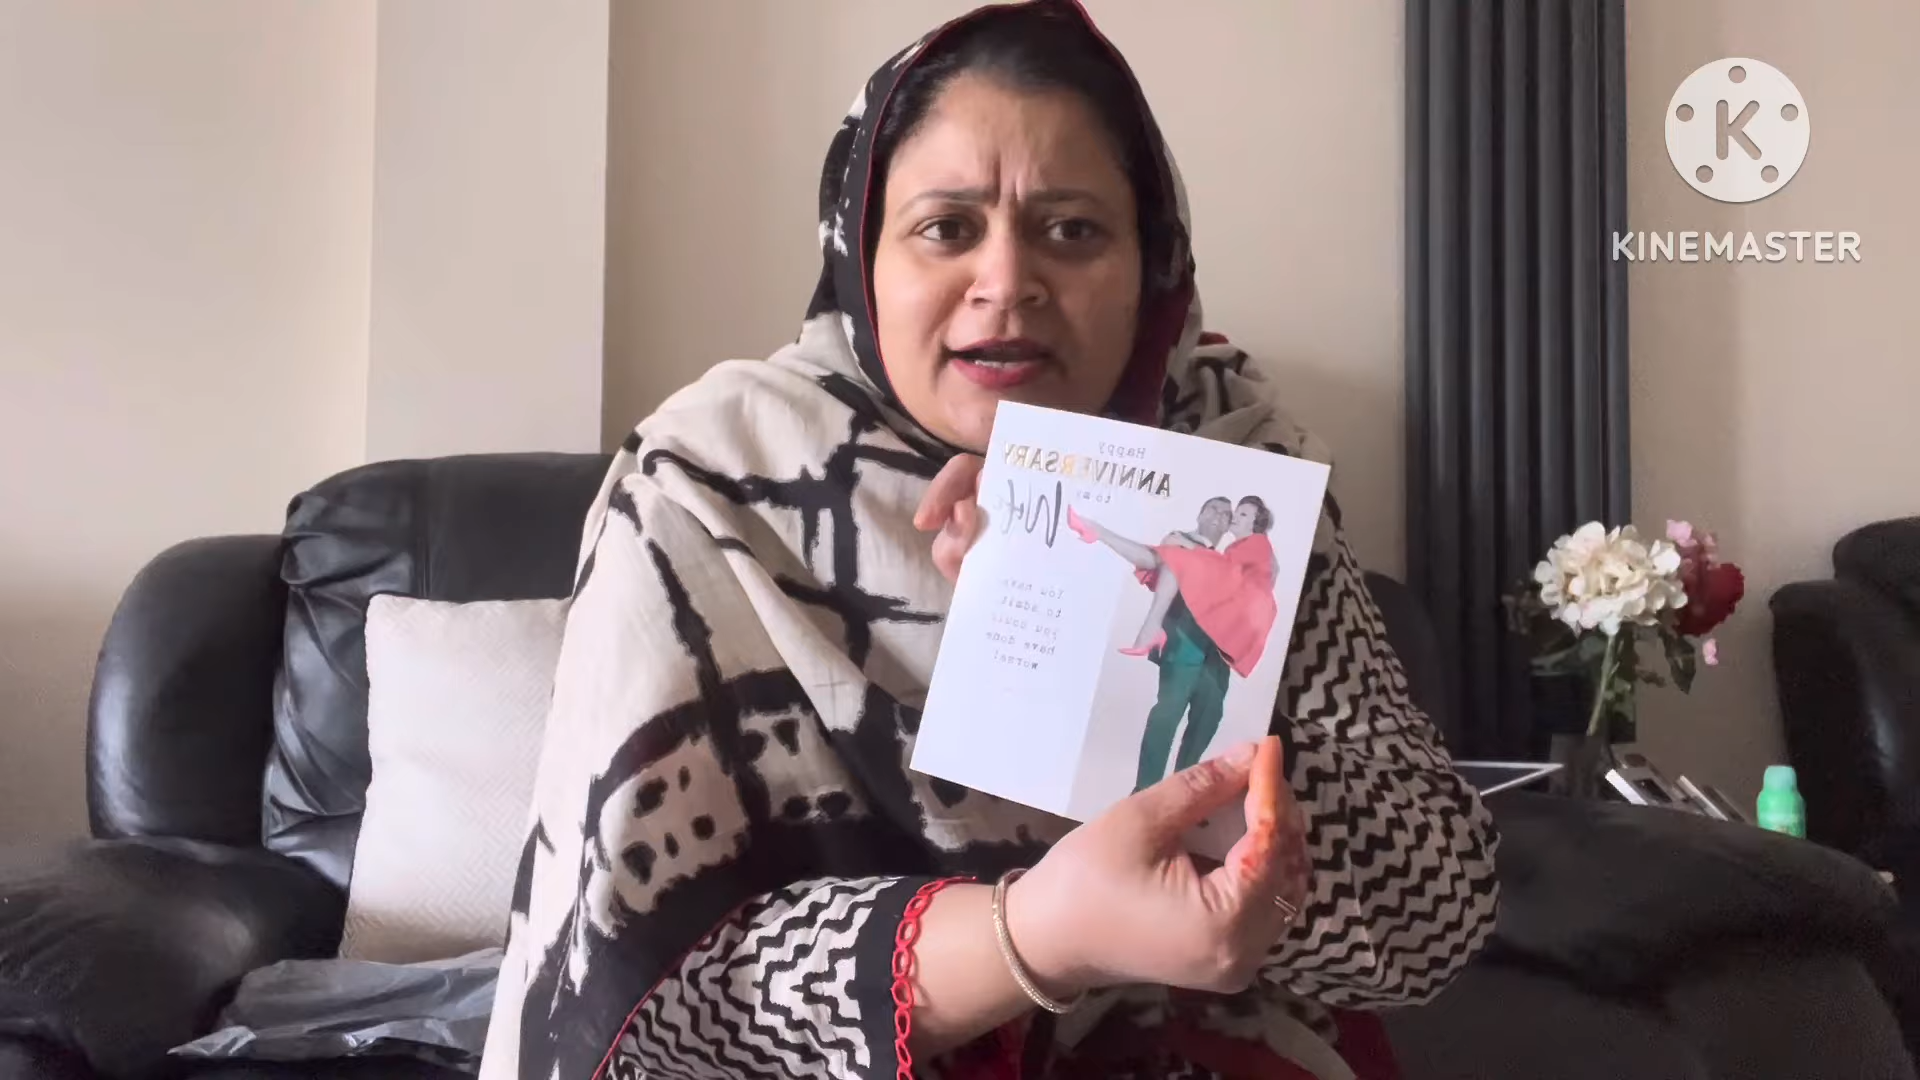 K
KINEMASTER
Happy
ANNIVERSARY
to my
Wife
You have
to admit,
you could
have done
worse!